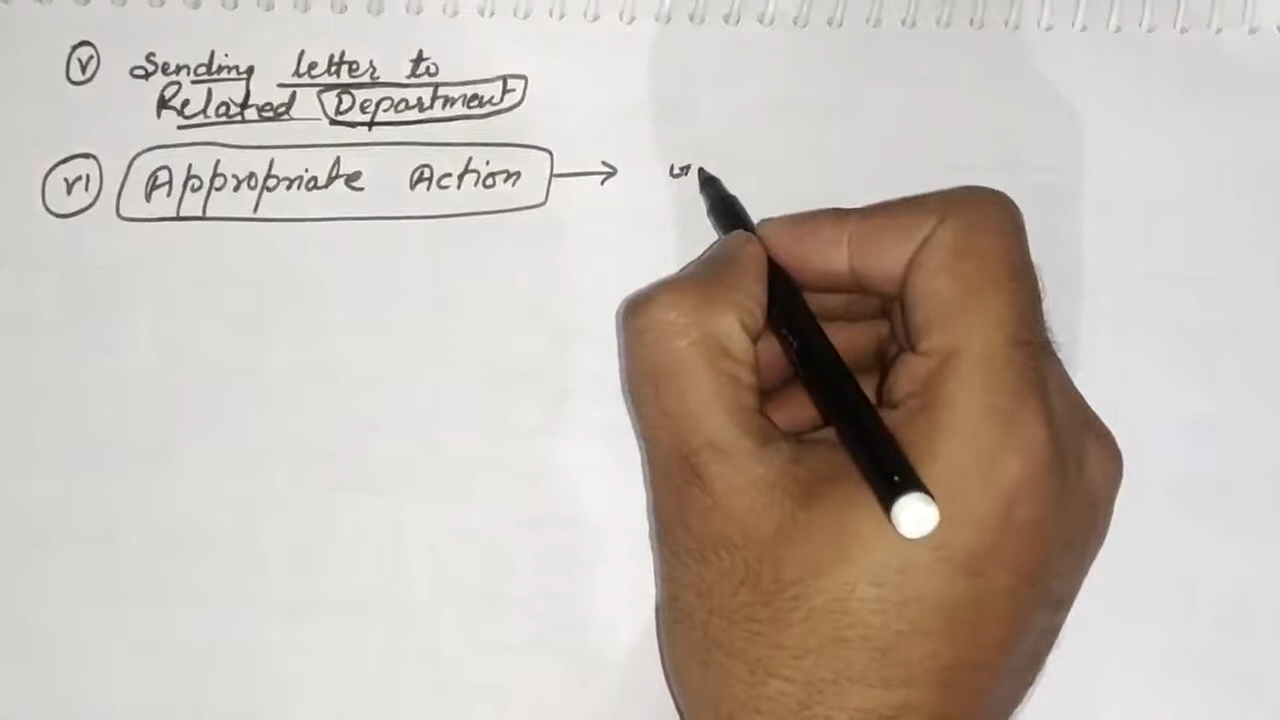 (v) Sending letter to
Related Department
(vi) Appropriate Action →